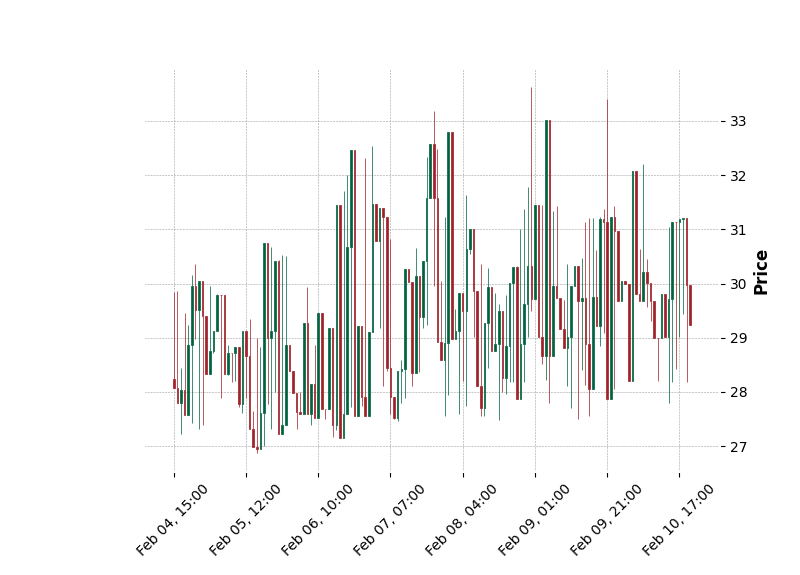 33
32
31
30
29
28
27
Price
Feb 04, 15:00
Feb 05, 12:00
Feb 06, 10:00
Feb 07, 07:00
Feb 08, 04:00
Feb 09, 01:00
Feb 09, 21:00
Feb 10, 17:00